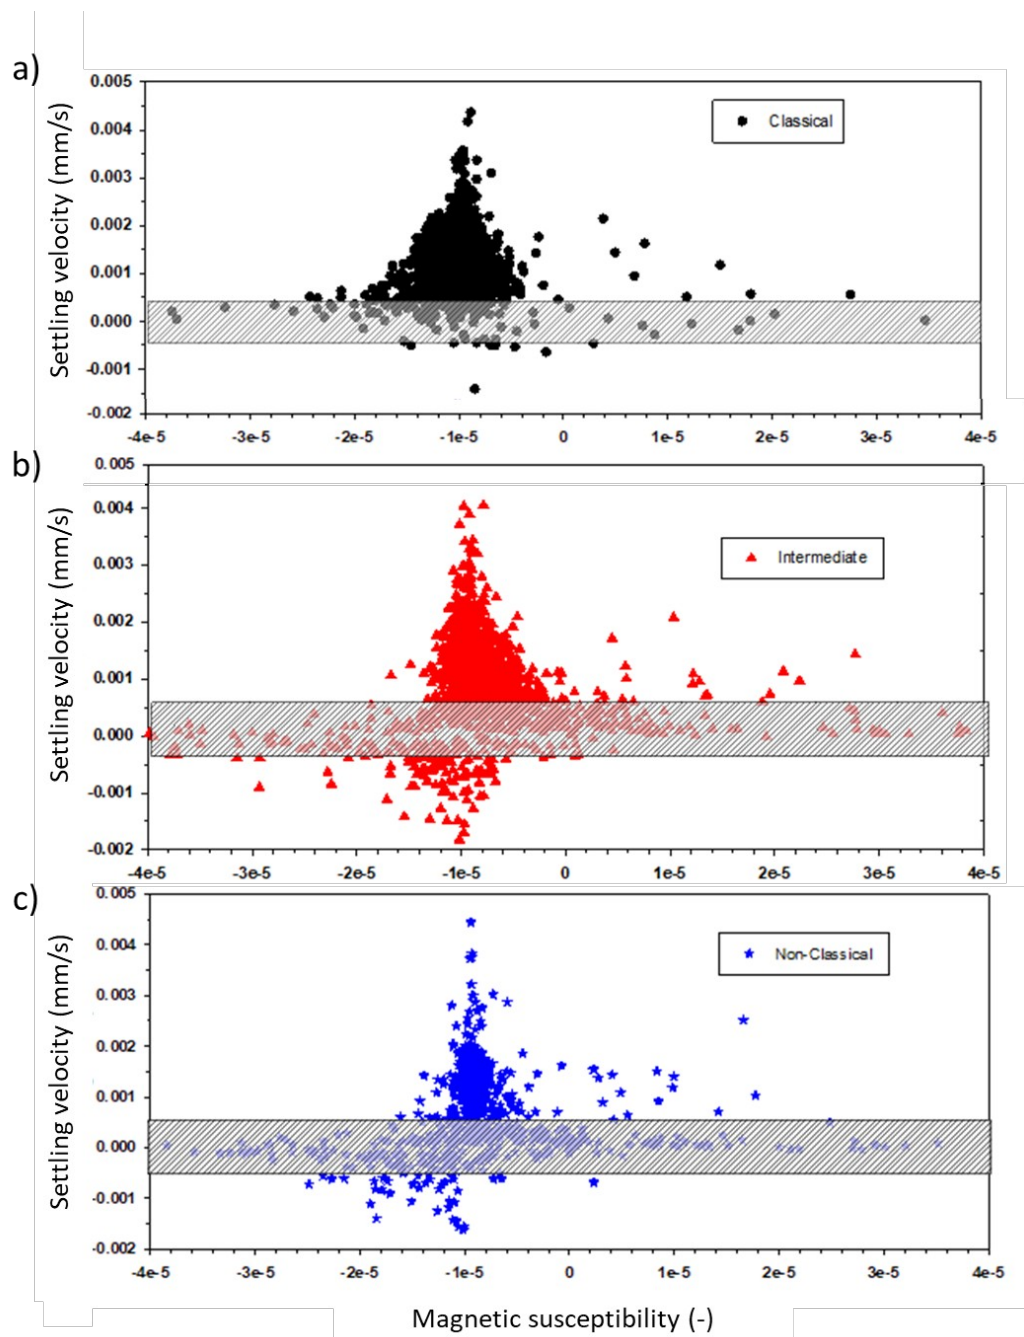 a)
Settling velocity (mm/s)
0.005
0.004
0.003
0.002
0.001
0.000
-0.001
-0.002
Classical
-4e-5 -3e-5 -2e-5 -1e-5 0 1e-5 2e-5 3e-5 4e-5
b)
Settling velocity (mm/s)
0.005
0.004
0.003
0.002
0.001
0.000
-0.001
-0.002
Intermediate
-4e-5 -3e-5 -2e-5 -1e-5 0 1e-5 2e-5 3e-5 4e-5
c)
Settling velocity (mm/s)
0.005
0.004
0.003
0.002
0.001
0.000
-0.001
-0.002
Non-Classical
-4e-5 -3e-5 -2e-5 -1e-5 0 1e-5 2e-5 3e-5 4e-5
Magnetic susceptibility (-)